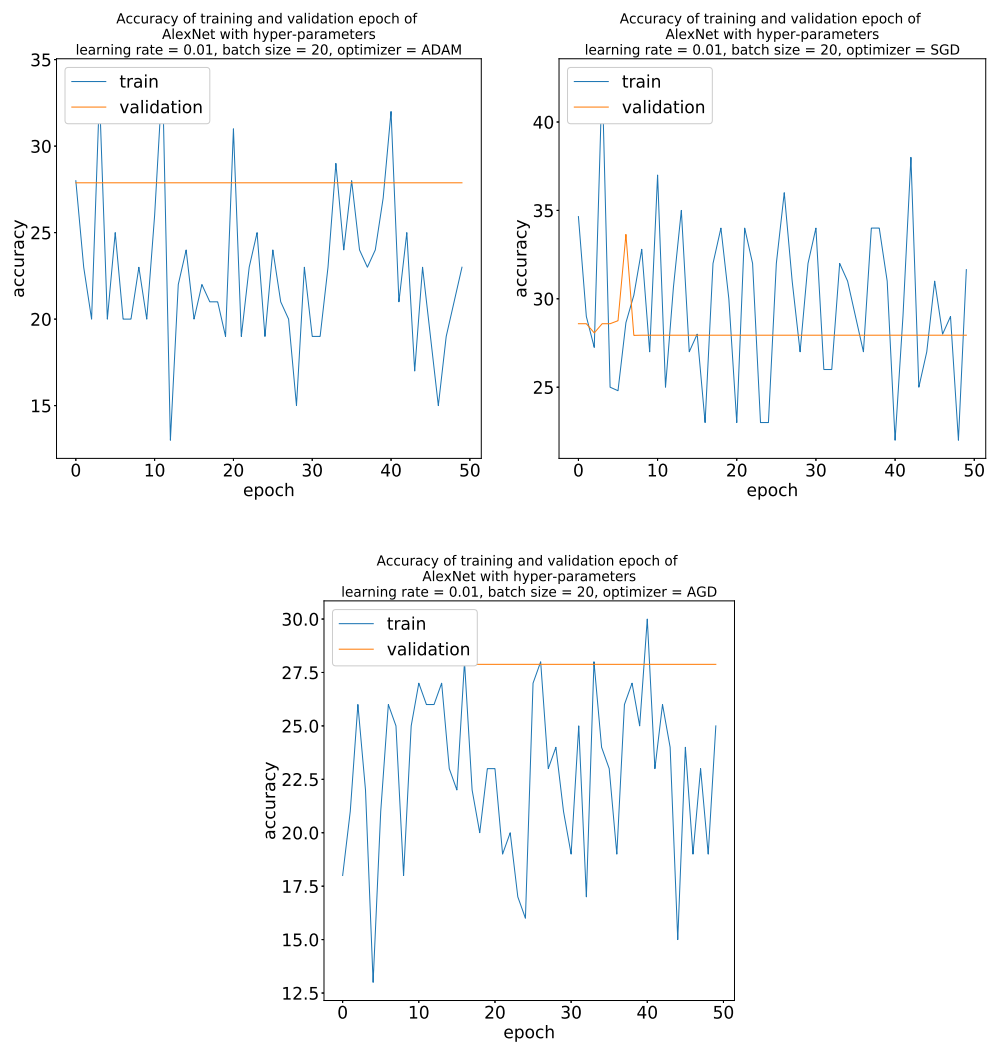 Accuracy of training and validation epoch of
AlexNet with hyper-parameters
learning rate = 0.01, batch size = 20, optimizer = ADAM
35
30
25
20
15
accuracy
train
validation
0 10 20 30 40 50
epoch
Accuracy of training and validation epoch of
AlexNet with hyper-parameters
learning rate = 0.01, batch size = 20, optimizer = SGD
40
35
30
25
accuracy
train
validation
0 10 20 30 40 50
epoch
Accuracy of training and validation epoch of
AlexNet with hyper-parameters
learning rate = 0.01, batch size = 20, optimizer = AGD
30.0
27.5
25.0
22.5
20.0
17.5
15.0
12.5
accuracy
train
validation
0 10 20 30 40 50
epoch